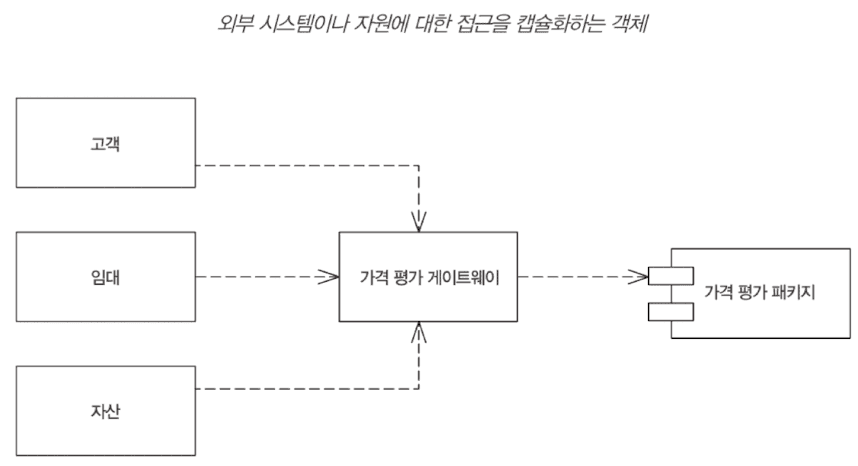 외부 시스템이나 자원에 대한 접근을 캡슐화하는 객체
고객
임대
가격 평가 게이트웨이
가격 평가 패키지
자산